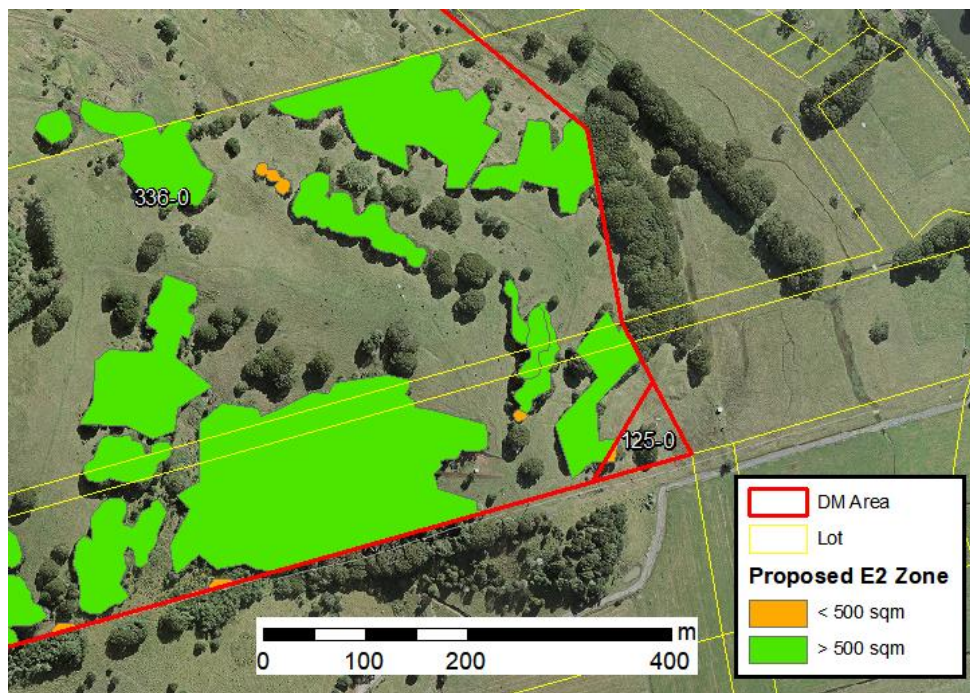 336-0
125-0
DM Area
Lot
Proposed E2 Zone
< 500 sqm
> 500 sqm
m
0 100 200 400